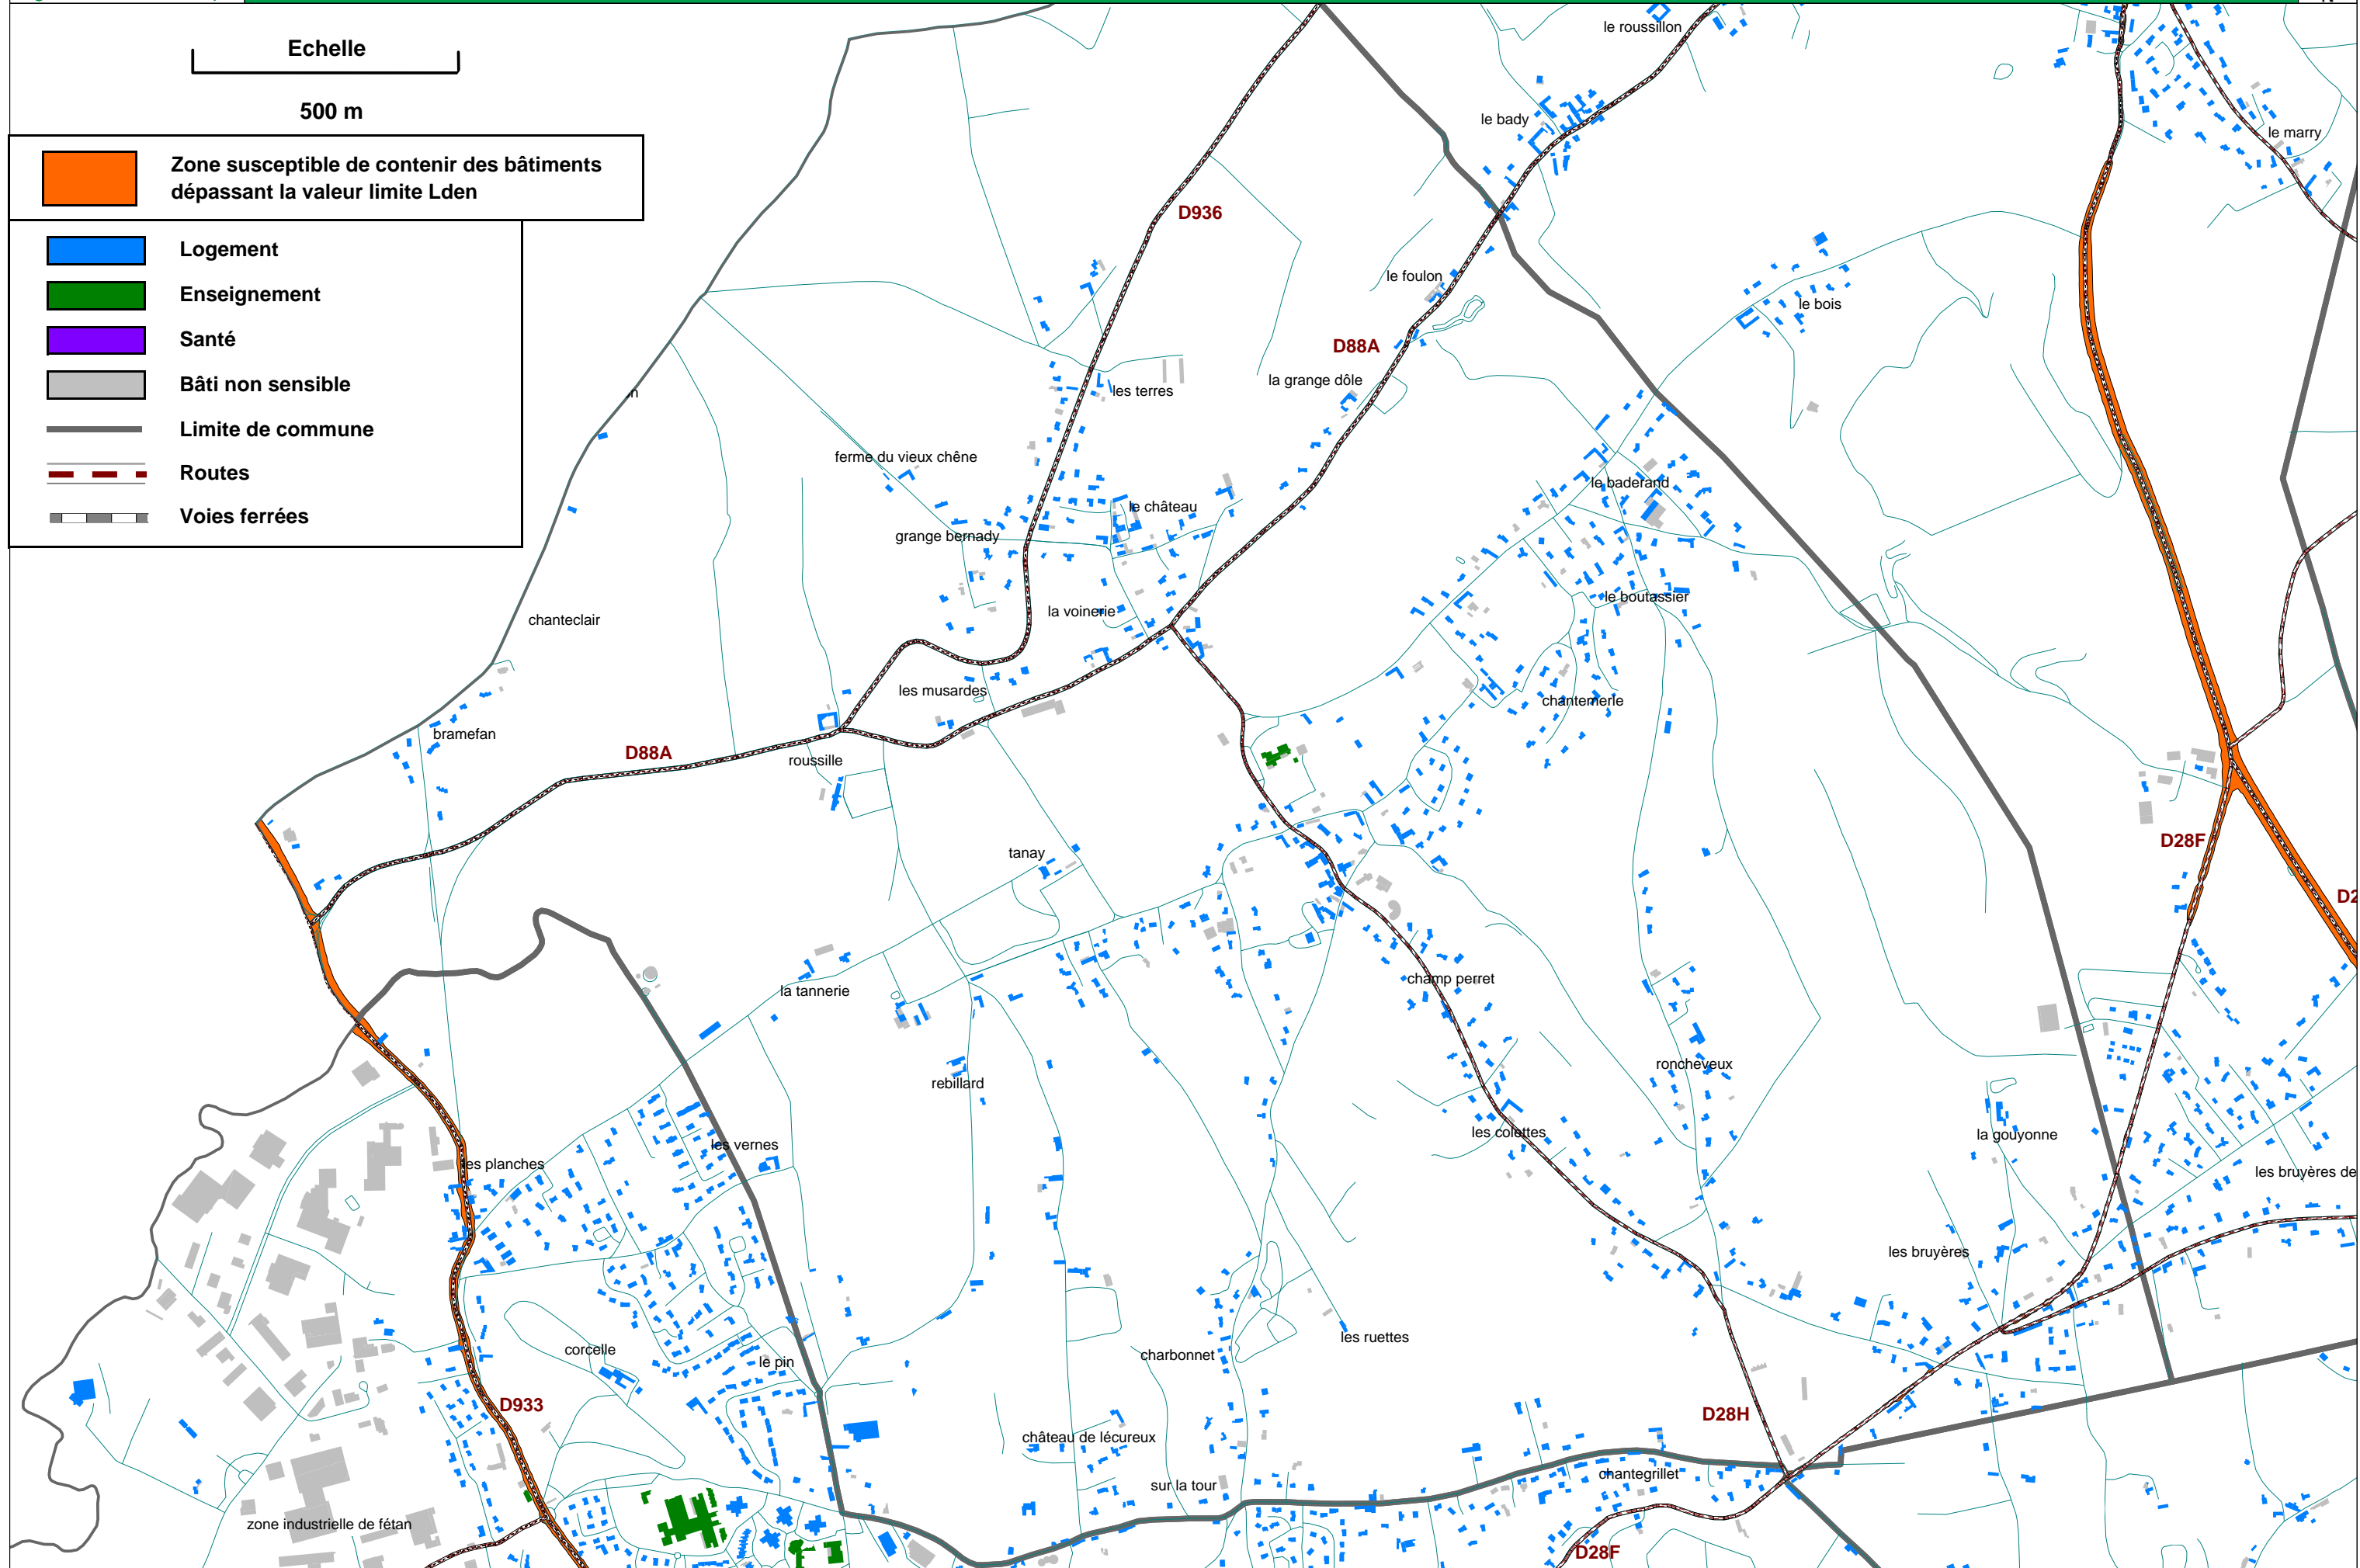 Echelle
500 m
Zone susceptible de contenir des bâtiments
dépassant la valeur limite Lden
Logement
Enseignement
Santé
Bâti non sensible
Limite de commune
Routes
Voies ferrées
le roussillon
le bady
le marry
D936
le foulon
le bois
D88A
la grange dôle
les terres
ferme du vieux chêne
le baderand
le château
grange bernady
le boutassier
la voinerie
chanteclair
les musardes
chantemerle
bramefan
D88A
roussille
D28F
tanay
D2
champ perret
la tannerie
roncheveux
rebillard
les colettes
la gouyonne
les vernes
les planches
les bruyères de
les bruyères
les ruettes
charbonnet
corcelle
le pin
D933
D28H
château de lécureux
chantegrillet
sur la tour
zone industrielle de fétan
D28F